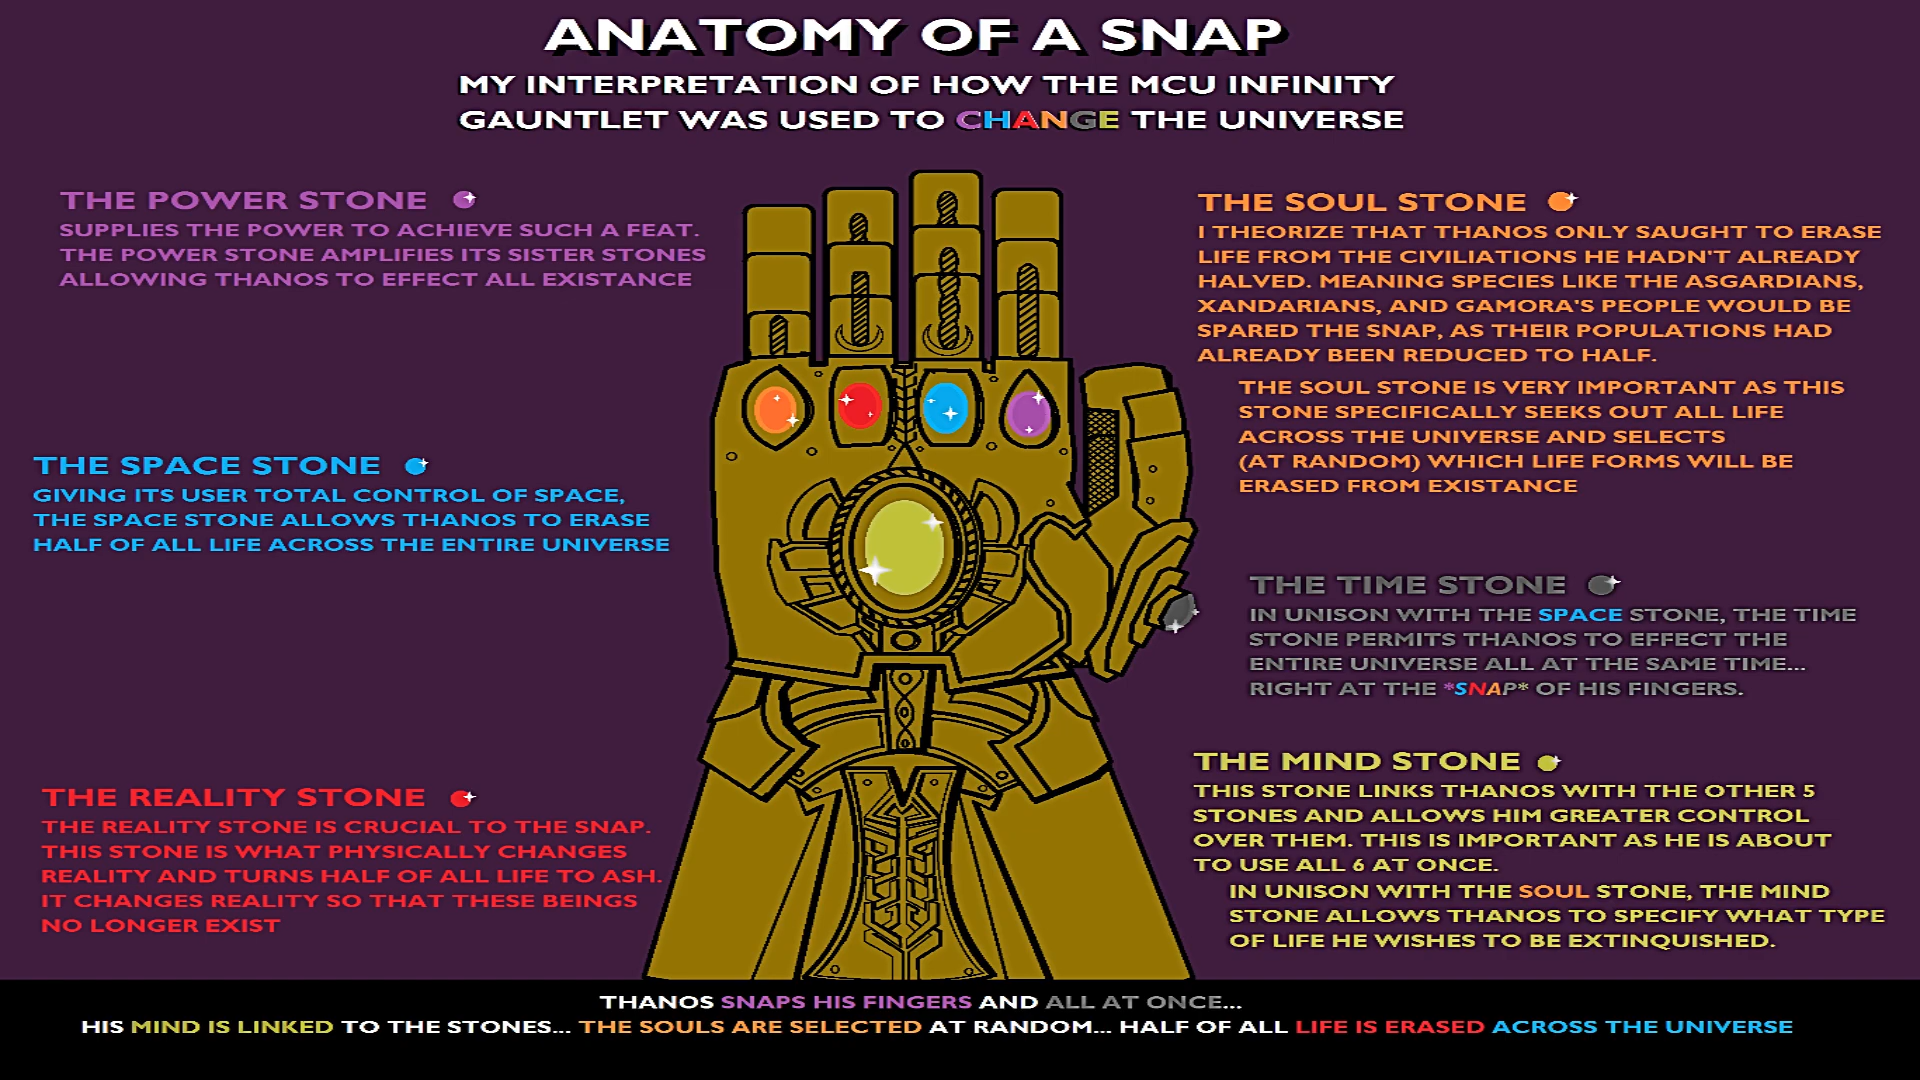 ANATOMY OF A SNAP
MY INTERPRETATION OF HOW THE MCU INFINITY
GAUNTLET WAS USED TO CHANGE THE UNIVERSE
THE POWER STONE
SUPPLIES THE POWER TO ACHIEVE SUCH A FEAT.
THE POWER STONE AMPLIFIES ITS SISTER STONES
ALLOWING THANOS TO EFFECT ALL EXISTANCE
THE SPACE STONE
GIVING ITS USER TOTAL CONTROL OF SPACE,
THE SPACE STONE ALLOWS THANOS TO ERASE
HALF OF ALL LIFE ACROSS THE ENTIRE UNIVERSE
THE REALITY STONE
THE REALITY STONE IS CRUCIAL TO THE SNAP.
THIS STONE IS WHAT PHYSICALLY CHANGES
REALITY AND TURNS HALF OF ALL LIFE TO ASH.
IT CHANGES REALITY SO THAT THESE BEINGS
NO LONGER EXIST
THE SOUL STONE
I THEORIZE THAT THANOS ONLY SAUGHT TO ERASE
LIFE FROM THE CIVILIATIONS HE HADN'T ALREADY
HALVED. MEANING SPECIES LIKE THE ASGARDIANS,
XANDARIANS, AND GAMORA'S PEOPLE WOULD BE
SPARED THE SNAP, AS THEIR POPULATIONS HAD
ALREADY BEEN REDUCED TO HALF.
THE SOUL STONE IS VERY IMPORTANT AS THIS
STONE SPECIFICALLY SEEKS OUT ALL LIFE
ACROSS THE UNIVERSE AND SELECTS
(AT RANDOM) WHICH LIFE FORMS WILL BE
ERASED FROM EXISTANCE
THE TIME STONE
IN UNISON WITH THE SPACE STONE, THE TIME
STONE PERMITS THANOS TO EFFECT THE
ENTIRE UNIVERSE ALL AT THE SAME TIME...
RIGHT AT THE *SNAP* OF HIS FINGERS.
THE MIND STONE
THIS STONE LINKS THANOS WITH THE OTHER 5
STONES AND ALLOWS HIM GREATER CONTROL
OVER THEM. THIS IS IMPORTANT AS HE IS ABOUT
TO USE ALL 6 AT ONCE.
IN UNISON WITH THE SOUL STONE, THE MIND
STONE ALLOWS THANOS TO SPECIFY WHAT TYPE
OF LIFE HE WISHES TO BE EXTINQUISHED.
THANOS SNAPS HIS FINGERS AND ALL AT ONCE...
HIS MIND IS LINKED TO THE STONES... THE SOULS ARE SELECTED AT RANDOM... HALF OF ALL LIFE IS ERASED ACROSS THE UNIVERSE